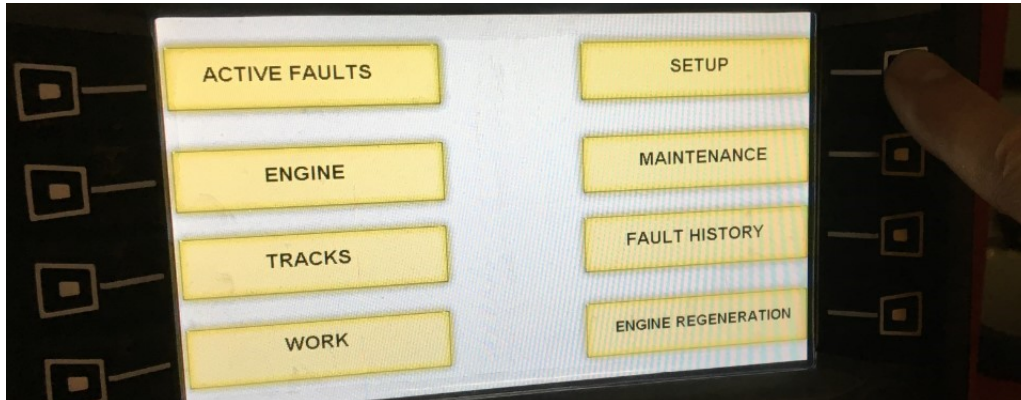 ACTIVE FAULTS
SETUP
ENGINE
MAINTENANCE
TRACKS
FAULT HISTORY
WORK
ENGINE REGENERATION